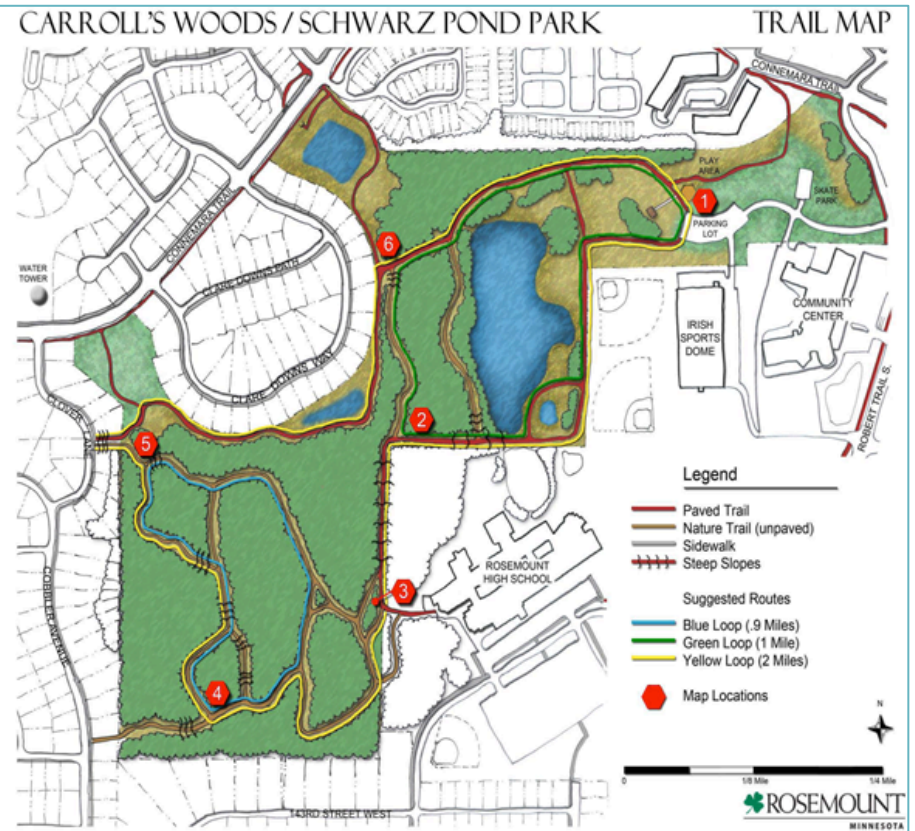 CARROLL'S WOODS / SCHWARZ POND PARK
TRAIL MAP
CONNEMARA TRAIL
PLAY
AREA
SKATE
PARK
1
PARKING
LOT
6
CONNEMARA TRAIL
WATER
TOWER
CLARE DOWNS PATH
IRISH
SPORTS
DOME
COMMUNITY
CENTER
CLARE DOWNS WAY
ROBERT TRAIL S.
CLOVER LANE
2
5
Legend
Paved Trail
Nature Trail (unpaved)
Sidewalk
Steep Slopes
Suggested Routes
Blue Loop (.9 Miles)
Green Loop (1 Mile)
Yellow Loop (2 Miles)
Map Locations
ROSEMOUNT
HIGH SCHOOL
3
COBBLER AVENUE
4
N
0
1/8 Mile
1/4 Mile
143RD STREET WEST
ROSEMOUNT
MINNESOTA